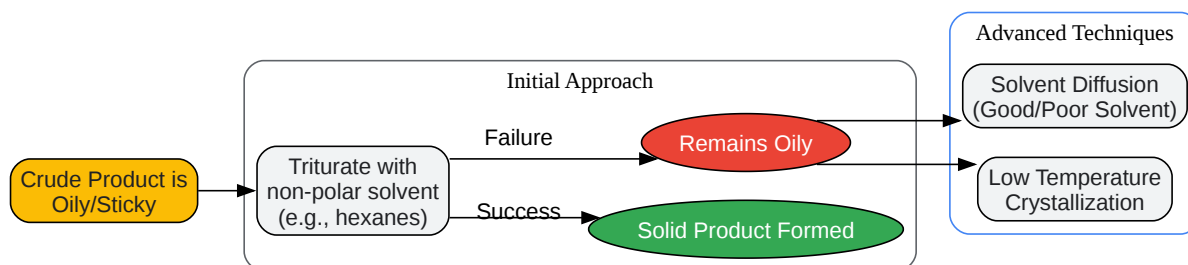 Crude Product is
Oily/Sticky
Initial Approach
Triturate with
non-polar solvent
(e.g., hexanes)
Failure
Success
Remains Oily
Solid Product Formed
Advanced Techniques
Solvent Diffusion
(Good/Poor Solvent)
Low Temperature
Crystallization